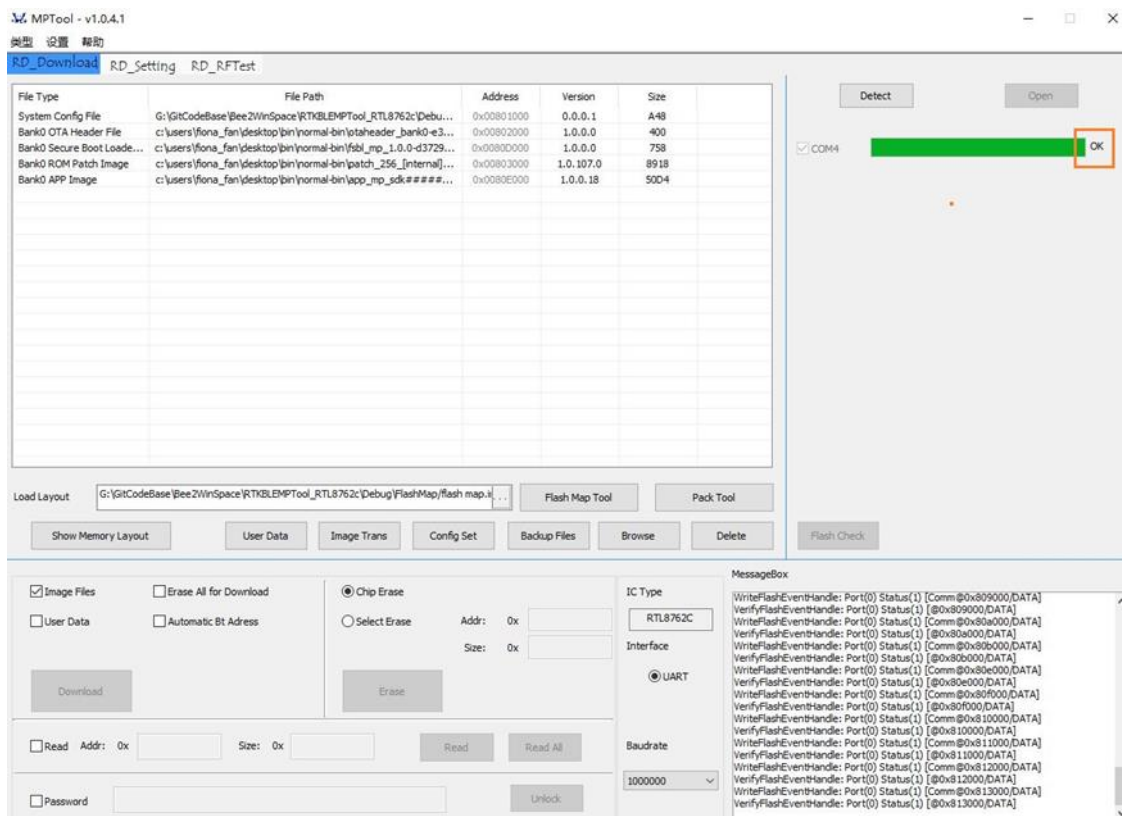 MPTool - v1.0.4.1
类型 设置 帮助
RD_Download RD_Setting RD_RFTest
File Type File Path Address Version Size
System Config File G:\GitCodeBase\Bee2WinSpace\RTKBLEMPTool_RTL8762c\Debu... 0x00801000 0.0.0.1 A48
Bank0 OTA Header File c:\users\fiona_fan\desktop\bin\normal-bin\otaheader_bank0-e3... 0x00802000 1.0.0.0 400
Bank0 Secure Boot Loade... c:\users\fiona_fan\desktop\bin\normal-bin\fsbl_mp_1.0.0-d3729... 0x0080D000 1.0.0.0 758
Bank0 ROM Patch Image c:\users\fiona_fan\desktop\bin\normal-bin\patch_256_[internal]... 0x00803000 1.0.107.0 8918
Bank0 APP Image c:\users\fiona_fan\desktop\bin\normal-bin\app_mp_sdk#####... 0x0080E000 1.0.0.18 50D4
Detect Open
COM4 OK
Load Layout G:\GitCodeBase\Bee2WinSpace\RTKBLEMPTool_RTL8762c\Debug\FlashMap/flash map.i ... Flash Map Tool Pack Tool
Show Memory Layout User Data Image Trans Config Set Backup Files Browse Delete Flash Check
Image Files Erase All for Download Chip Erase
User Data Automatic Bt Adress Select Erase Addr: 0x
Size: 0x
Download Erase
Read Addr: 0x Size: 0x Read Read All
Password Unlock
IC Type
RTL8762C
Interface
UART
Baudrate
1000000
MessageBox
WriteFlashEventHandle: Port(0) Status(1) [Comm@0x809000/DATA]
VerifyFlashEventHandle: Port(0) Status(1) [@0x809000/DATA]
WriteFlashEventHandle: Port(0) Status(1) [Comm@0x80a000/DATA]
VerifyFlashEventHandle: Port(0) Status(1) [@0x80a000/DATA]
WriteFlashEventHandle: Port(0) Status(1) [Comm@0x80b000/DATA]
VerifyFlashEventHandle: Port(0) Status(1) [@0x80b000/DATA]
WriteFlashEventHandle: Port(0) Status(1) [Comm@0x80e000/DATA]
VerifyFlashEventHandle: Port(0) Status(1) [@0x80e000/DATA]
WriteFlashEventHandle: Port(0) Status(1) [Comm@0x80f000/DATA]
VerifyFlashEventHandle: Port(0) Status(1) [@0x80f000/DATA]
WriteFlashEventHandle: Port(0) Status(1) [Comm@0x810000/DATA]
VerifyFlashEventHandle: Port(0) Status(1) [@0x810000/DATA]
WriteFlashEventHandle: Port(0) Status(1) [Comm@0x811000/DATA]
VerifyFlashEventHandle: Port(0) Status(1) [@0x811000/DATA]
WriteFlashEventHandle: Port(0) Status(1) [Comm@0x812000/DATA]
VerifyFlashEventHandle: Port(0) Status(1) [@0x812000/DATA]
WriteFlashEventHandle: Port(0) Status(1) [Comm@0x813000/DATA]
VerifyFlashEventHandle: Port(0) Status(1) [@0x813000/DATA]